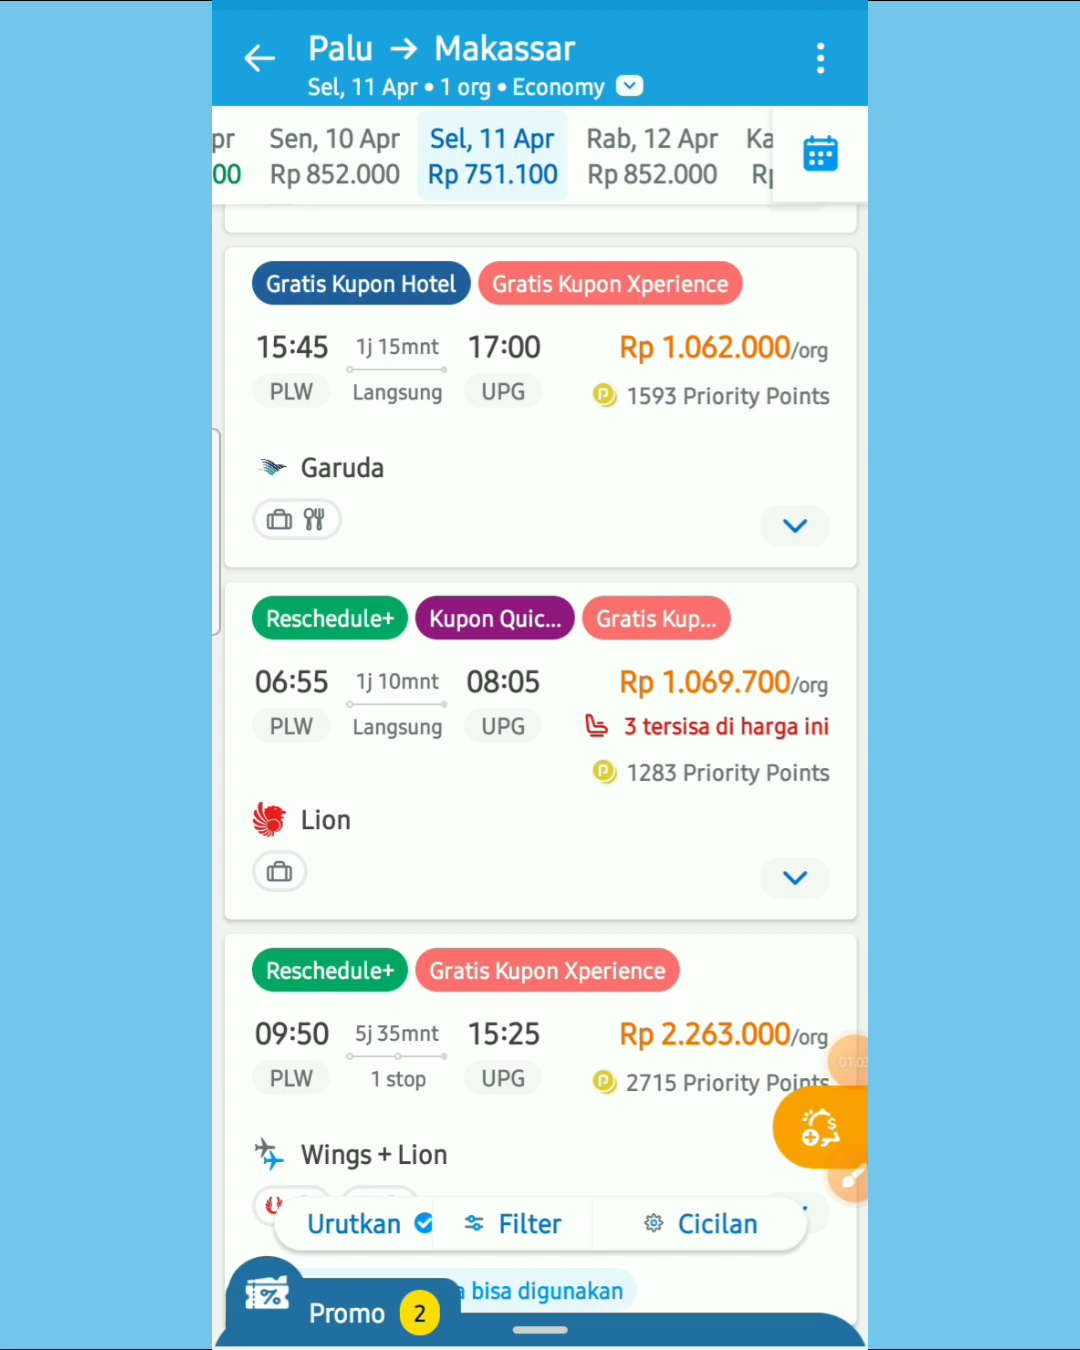 Palu → Makassar
Sel, 11 Apr • 1 org • Economy
pr
00
Sen, 10 Apr
Rp 852.000
Sel, 11 Apr
Rp 751.100
Rab, 12 Apr
Rp 852.000
Ka
Rp
Gratis Kupon Hotel
Gratis Kupon Xperience
15:45 1j 15mnt 17:00 Rp 1.062.000/org
PLW Langsung UPG 1593 Priority Points
Garuda
Reschedule+ Kupon Quic... Gratis Kup...
06:55 1j 10mnt 08:05 Rp 1.069.700/org
PLW Langsung UPG 3 tersisa di harga ini
1283 Priority Points
Lion
Reschedule+ Gratis Kupon Xperience
09:50 5j 35mnt 15:25 Rp 2.263.000/org
PLW 1 stop UPG 2715 Priority Points
Wings + Lion
Urutkan Filter Cicilan
a bisa digunakan
Promo 2